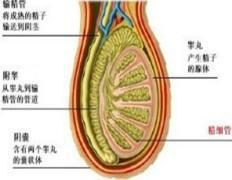 输精管
将成熟的精子
输送到阴茎
附睾
从睾丸到输
精管的管道
阴囊
含有两个睾丸
的囊状体
睾丸
产生精子
的腺体
精细管